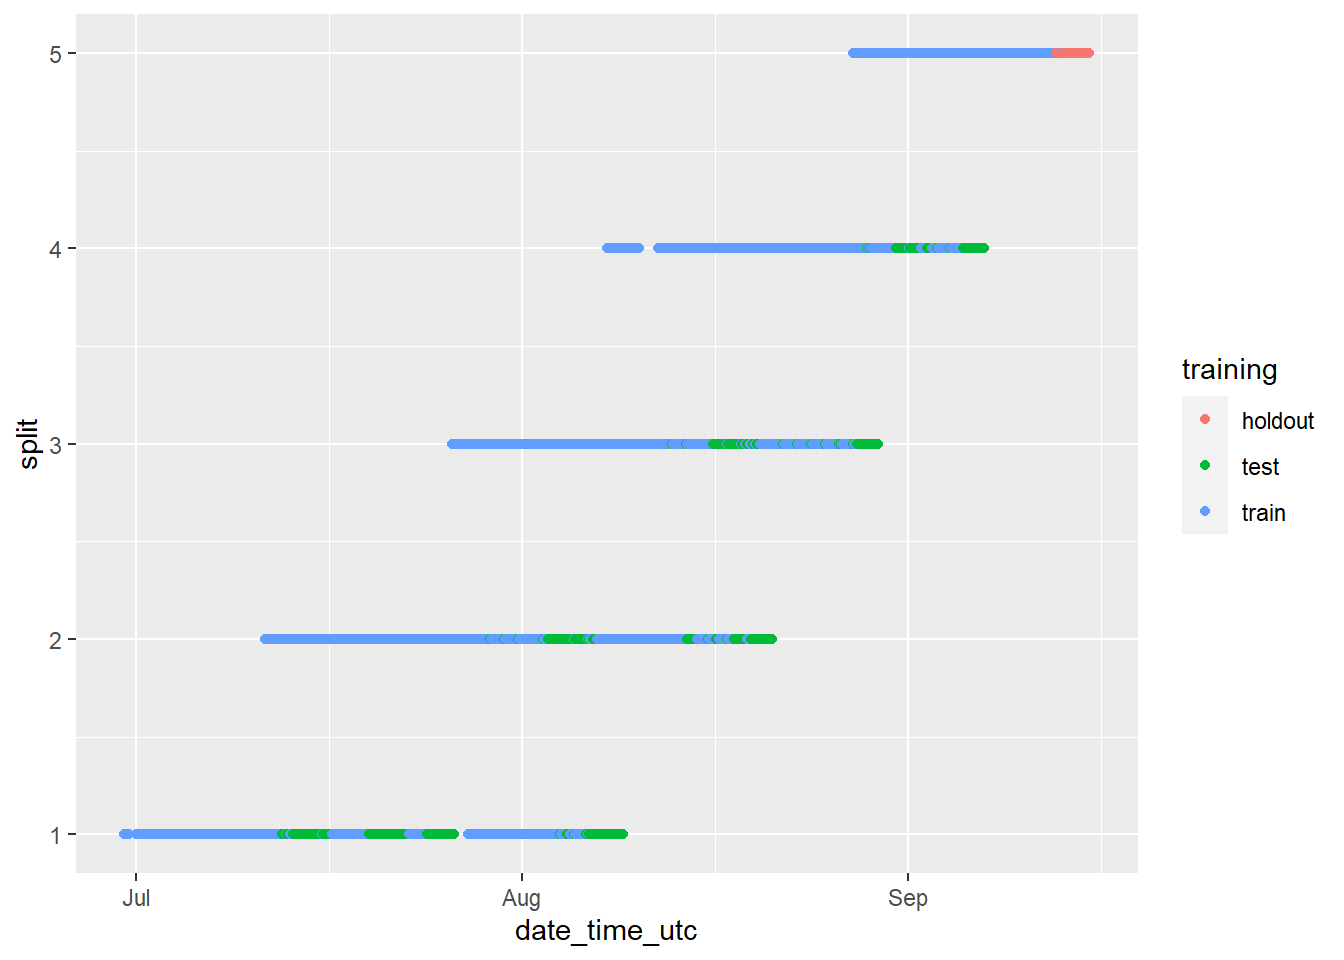 5
4
3
2
1
split
Jul
Aug
Sep
date_time_utc
training
holdout
test
train